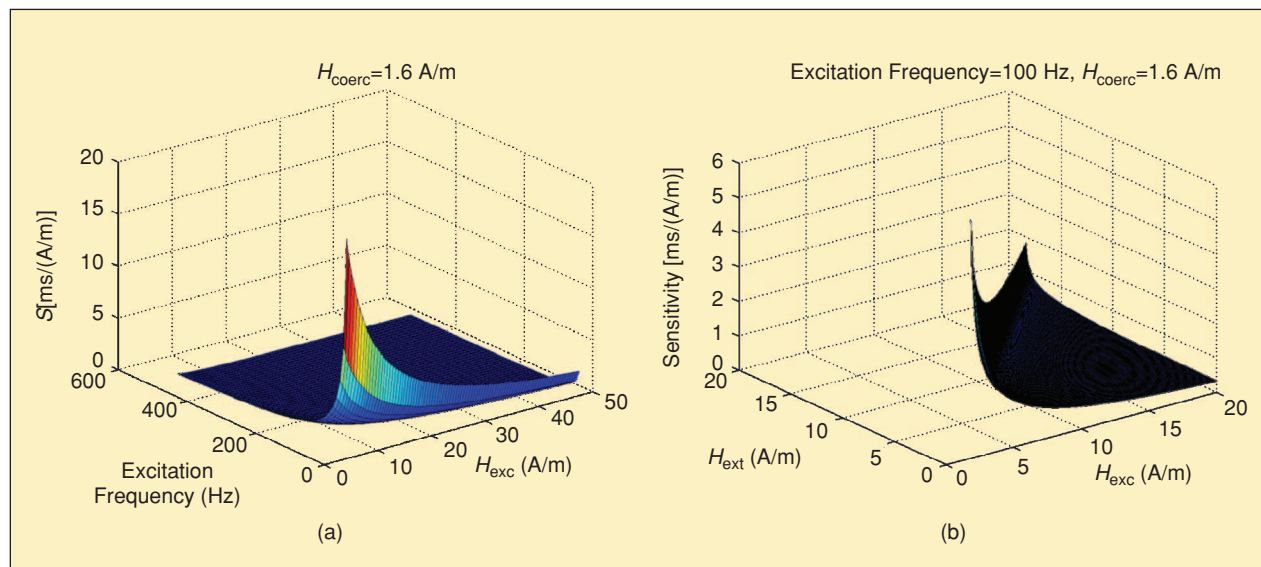 H_coerc=1.6 A/m
20
15
10
5
0
S[ms/(A/m)]
600
400
200
0
Excitation
Frequency (Hz)
0
10
20
30
40
50
H_exc (A/m)
(a)
Excitation Frequency=100 Hz, H_coerc=1.6 A/m
6
5
4
3
2
1
0
Sensitivity [ms/(A/m)]
20
15
10
5
0
H_ext (A/m)
0
5
10
15
20
H_exc (A/m)
(b)